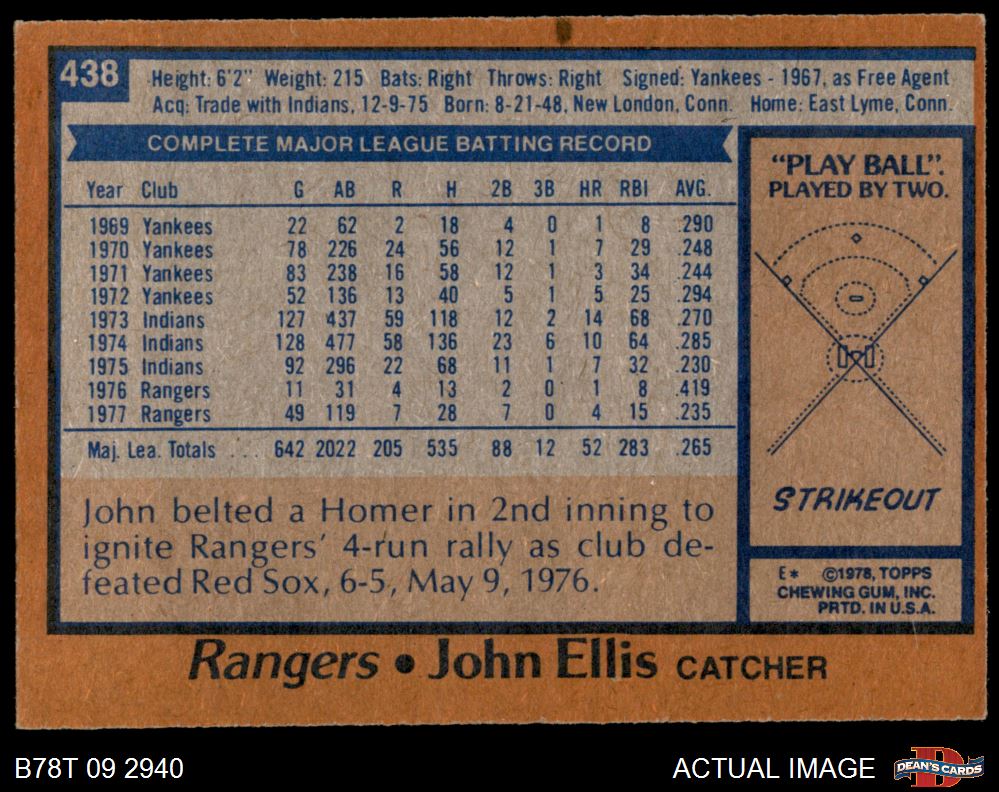 438
Height: 6'2" Weight: 215 Bats: Right Throws: Right Signed: Yankees - 1967, as Free Agent
Acq: Trade with Indians, 12-9-75 Born: 8-21-48, New London, Conn. Home: East Lyme, Conn.
COMPLETE MAJOR LEAGUE BATTING RECORD
Year Club G AB R H 2B 3B HR RBI AVG.
1969 Yankees 22 62 2 18 4 0 1 8 .290
1970 Yankees 78 226 24 56 12 1 7 29 .248
1971 Yankees 83 238 16 58 12 1 3 34 .244
1972 Yankees 52 136 13 40 5 1 5 25 .294
1973 Indians 127 437 59 118 12 2 14 68 .270
1974 Indians 128 477 58 136 23 6 10 64 .285
1975 Indians 92 296 22 68 11 1 7 32 .230
1976 Rangers 11 31 4 13 2 0 1 8 .419
1977 Rangers 49 119 7 28 7 0 4 15 .235
Maj. Lea. Totals . . . 642 2022 205 535 88 12 52 283 .265
John belted a Homer in 2nd inning to
ignite Rangers' 4-run rally as club de-
feated Red Sox, 6-5, May 9, 1976.
"PLAY BALL".
PLAYED BY TWO.
STRIKEOUT
E* ©1978, TOPPS
CHEWING GUM, INC.
PRTD. IN U.S.A.
Rangers • John Ellis CATCHER
B78T 09 2940
ACTUAL IMAGE
DEAN'S CARDS